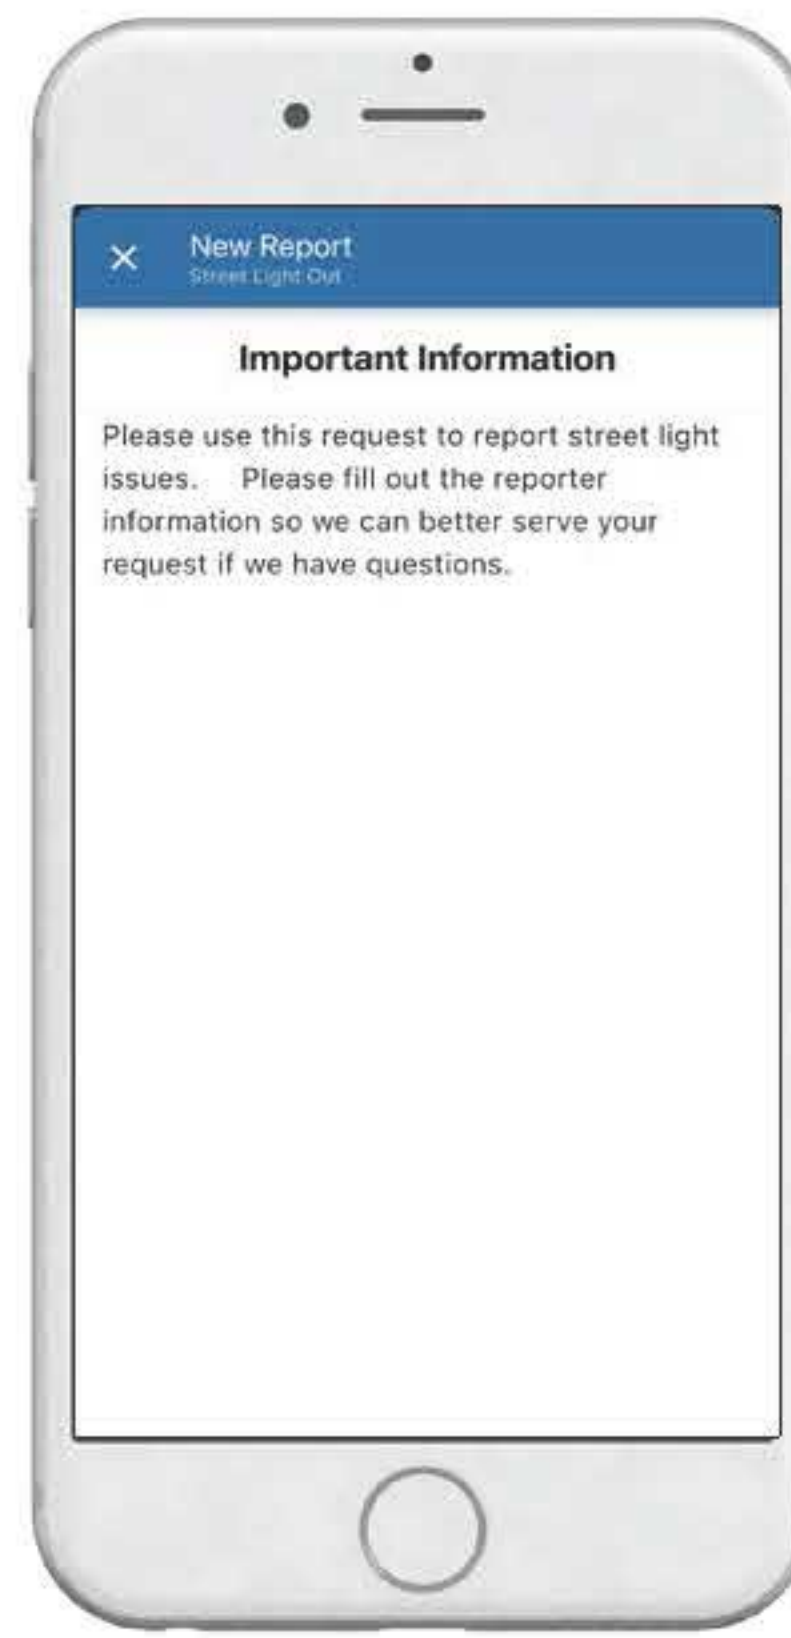 New Report
Street Light Out
Important Information
Please use this request to report street light
issues. Please fill out the reporter
information so we can better serve your
request if we have questions.